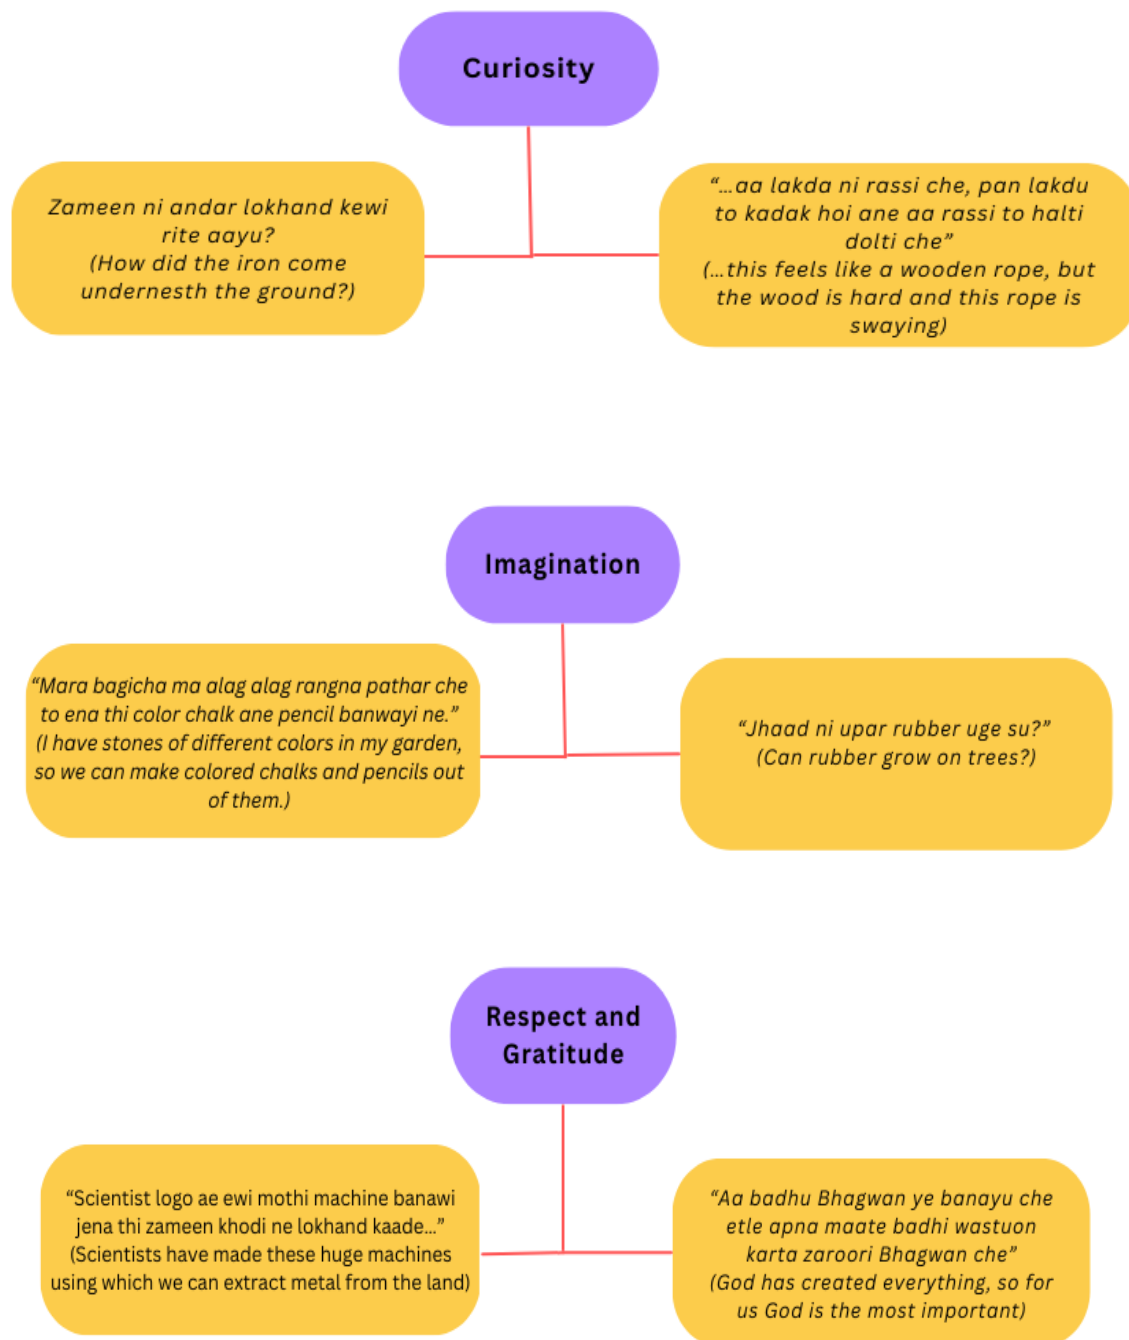 Curiosity
Zameen ni andar lokhand kewi
rite aayu?
(How did the iron come
undernesth the ground?)
“...aa lakda ni rassi che, pan lakdu
to kadak hoi ane aa rassi to halti
dolti che”
(...this feels like a wooden rope, but
the wood is hard and this rope is
swaying)
Imagination
“Mara bagicha ma alag alag rangna pathar che
to ena thi color chalk ane pencil banwayi ne.”
(I have stones of different colors in my garden,
so we can make colored chalks and pencils out
of them.)
“Jhaad ni upar rubber uge su?”
(Can rubber grow on trees?)
Respect and
Gratitude
“Scientist logo ae ewi mothi machine banawi
jena thi zameen khodi ne lokhand kaade...”
(Scientists have made these huge machines
using which we can extract metal from the land)
“Aa badhu Bhagwan ye banayu che
etle apna maate badhi wastuon
karta zaroori Bhagwan che”
(God has created everything, so for
us God is the most important)